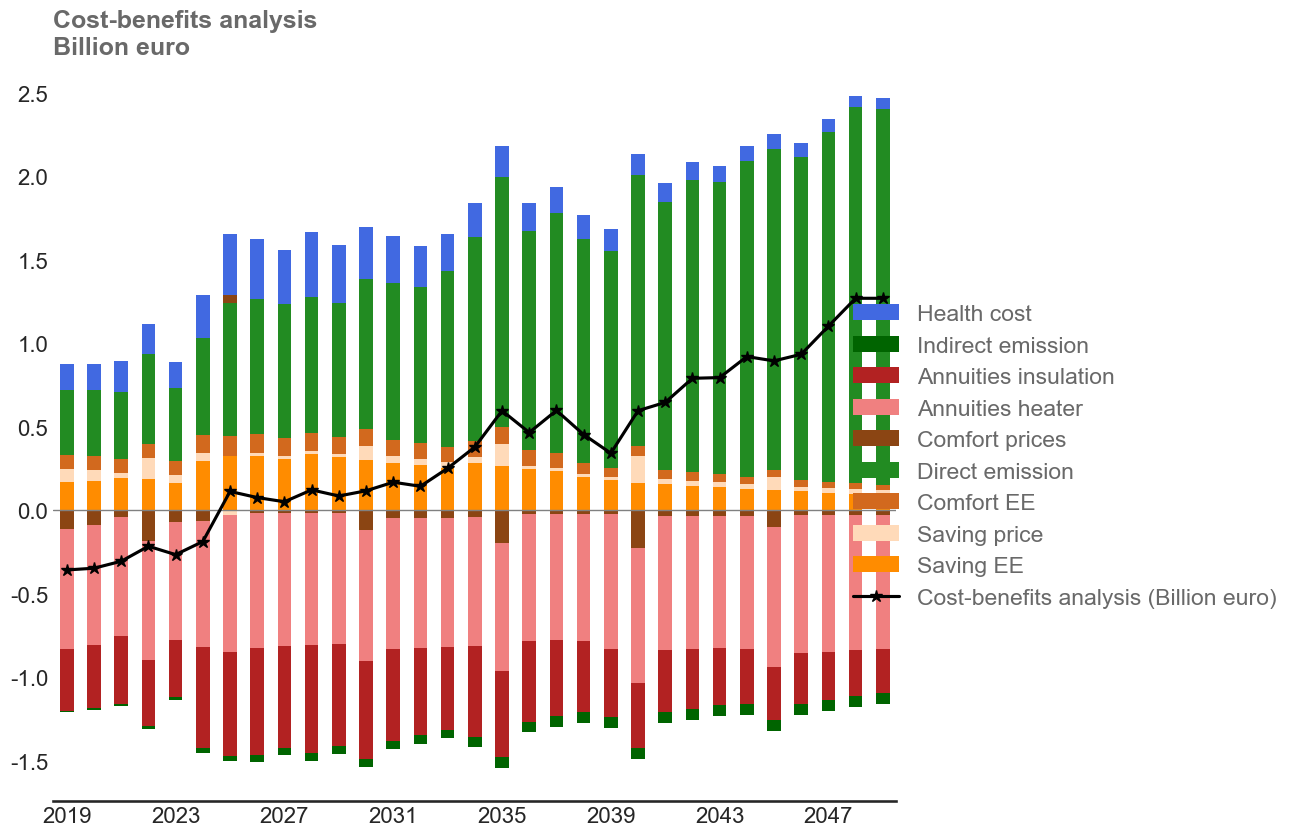 Cost-benefits analysis
Billion euro
2.5
2.0
1.5
1.0
0.5
0.0
-0.5
-1.0
-1.5
2019 2023 2027 2031 2035 2039 2043 2047
Health cost
Indirect emission
Annuities insulation
Annuities heater
Comfort prices
Direct emission
Comfort EE
Saving price
Saving EE
Cost-benefits analysis (Billion euro)